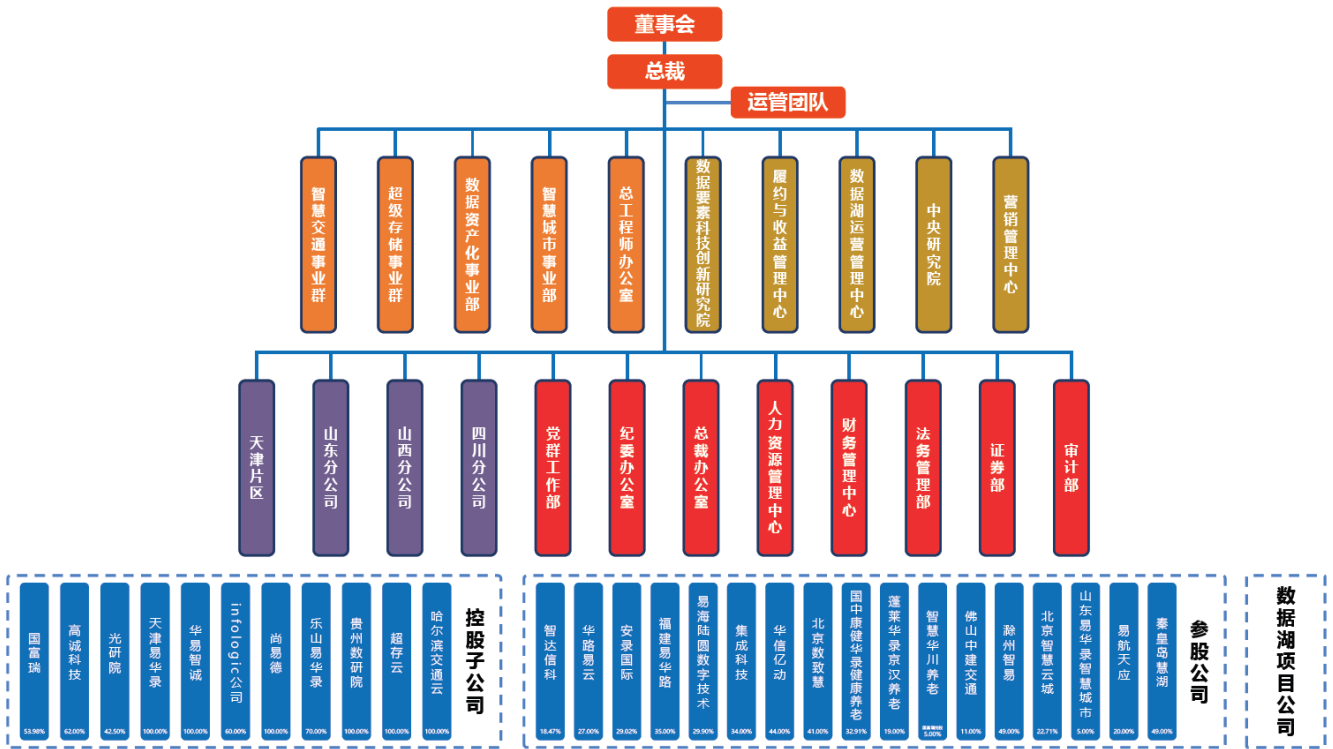 董事会
总裁
运管团队
智慧交通事业群
超级存储事业群
数据资产化事业部
智慧城市事业部
总工程师办公室
数据要素科技创新研究院
履约与收益管理中心
数据湖运营管理中心
中央研究院
营销管理中心
天津片区
山东分公司
山西分公司
四川分公司
党群工作部
纪委办公室
总裁办公室
人力资源管理中心
财务管理中心
法务管理部
证券部
审计部
国富瑞
53.98%
高诚科技
62.00%
光研院
42.50%
天津易华录
100.00%
华易智诚
100.00%
infologic公司
60.00%
尚易德
100.00%
乐山易华录
70.00%
贵州数研院
100.00%
超存云
100.00%
哈尔滨交通云
100.00%
控股子公司
智达信科
18.47%
华路易云
27.00%
安录国际
29.02%
福建易华路
35.00%
易海陆圆数字技术
29.90%
集成科技
34.00%
华信亿动
44.00%
北京数致慧
41.00%
国中康健华录健康养老
32.91%
蓬莱华录京汉养老
19.00%
智慧华川养老
5.00%
佛山中建交通
11.00%
滁州智易
49.00%
北京智慧云城
22.71%
山东易华录智慧城市
5.00%
易航天应
20.00%
秦皇岛慧湖
49.00%
参股公司
数据湖项目公司